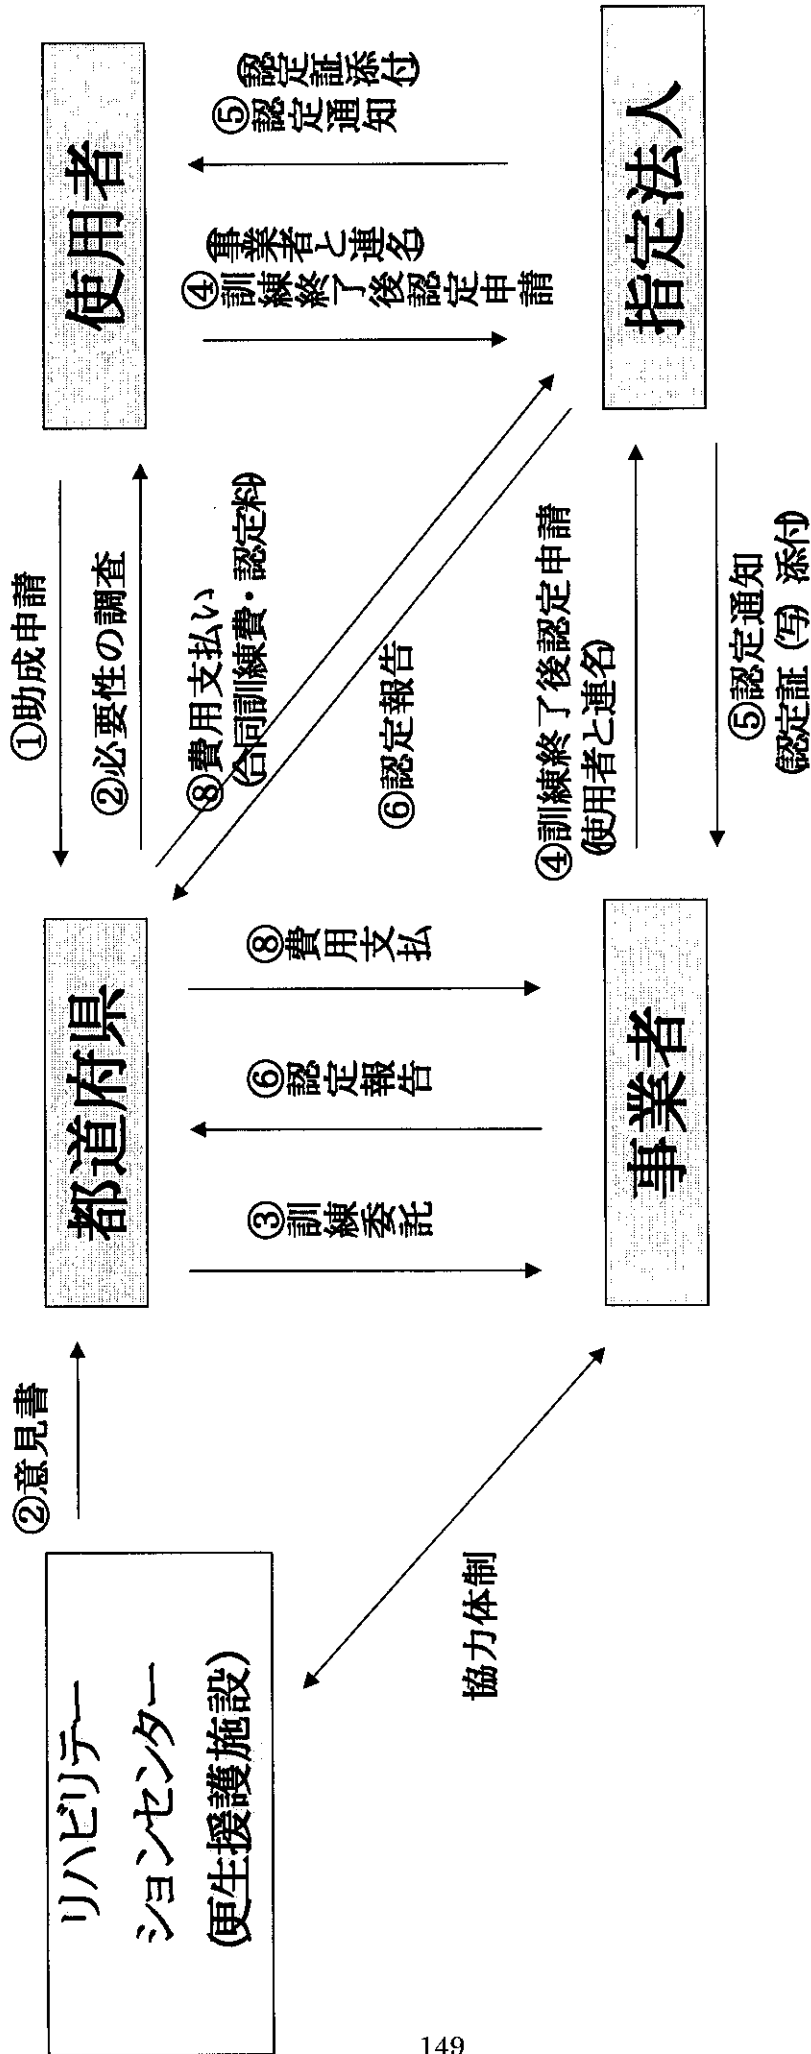 リハビリテー
ションセンター
(更生援護施設)
②意見書
都道府県
①助成申請
②必要性の調査
使用者
⑧費用支払い
(合同訓練費・認定料)
⑥認定報告
③訓練委託
⑥認定報告
⑧費用支払
④訓練終了後認定申請
(事業者と連名)
⑤認定通知
(認定証添付)
協力体制
事業者
④訓練終了後認定申請
(使用者と連名)
⑤認定通知
(認定証(写)添付)
指定法人
149